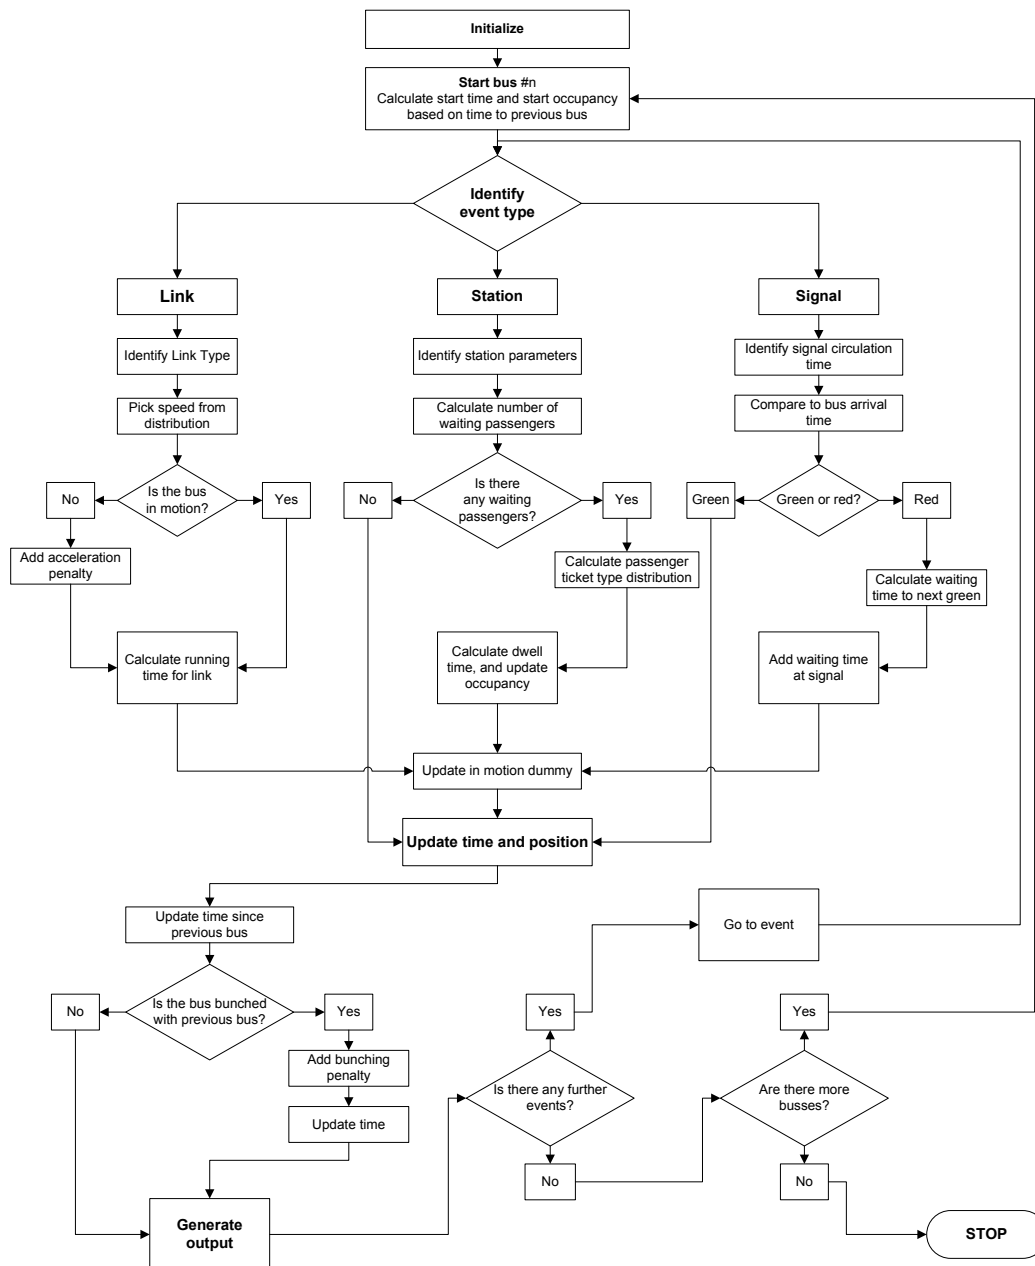 Initialize
Start bus #n
Calculate start time and start occupancy
based on time to previous bus
Identify
event type
Link
Station
Signal
Identify Link Type
Identify station parameters
Identify signal circulation
time
Pick speed from
distribution
Calculate number of
waiting passengers
Compare to bus arrival
time
No
Is the bus
in motion?
Yes
No
Is there
any waiting
passengers?
Yes
Green
Green or red?
Red
Add acceleration
penalty
Calculate passenger
ticket type distribution
Calculate waiting
time to next green
Calculate running
time for link
Calculate dwell
time, and update
occupancy
Add waiting time
at signal
Update in motion dummy
Update time and position
Update time since
previous bus
Go to event
No
Is the bus bunched
with previous bus?
Yes
Yes
Yes
Add bunching
penalty
Is there any further
events?
Are there more
busses?
Update time
No
No
Generate
output
STOP